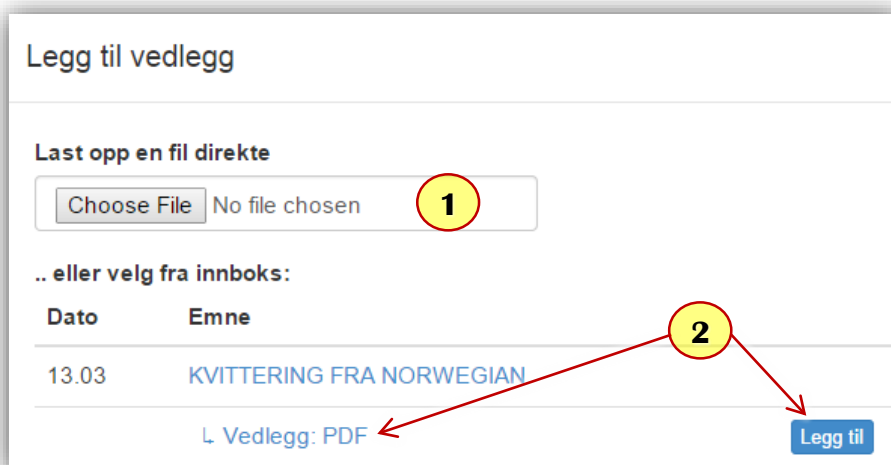 Legg til vedlegg
Last opp en fil direkte
Choose File No file chosen 1
.. eller velg fra innboks:
Dato Emne
2
13.03 KVITTERING FRA NORWEGIAN
↳ Vedlegg: PDF Legg til